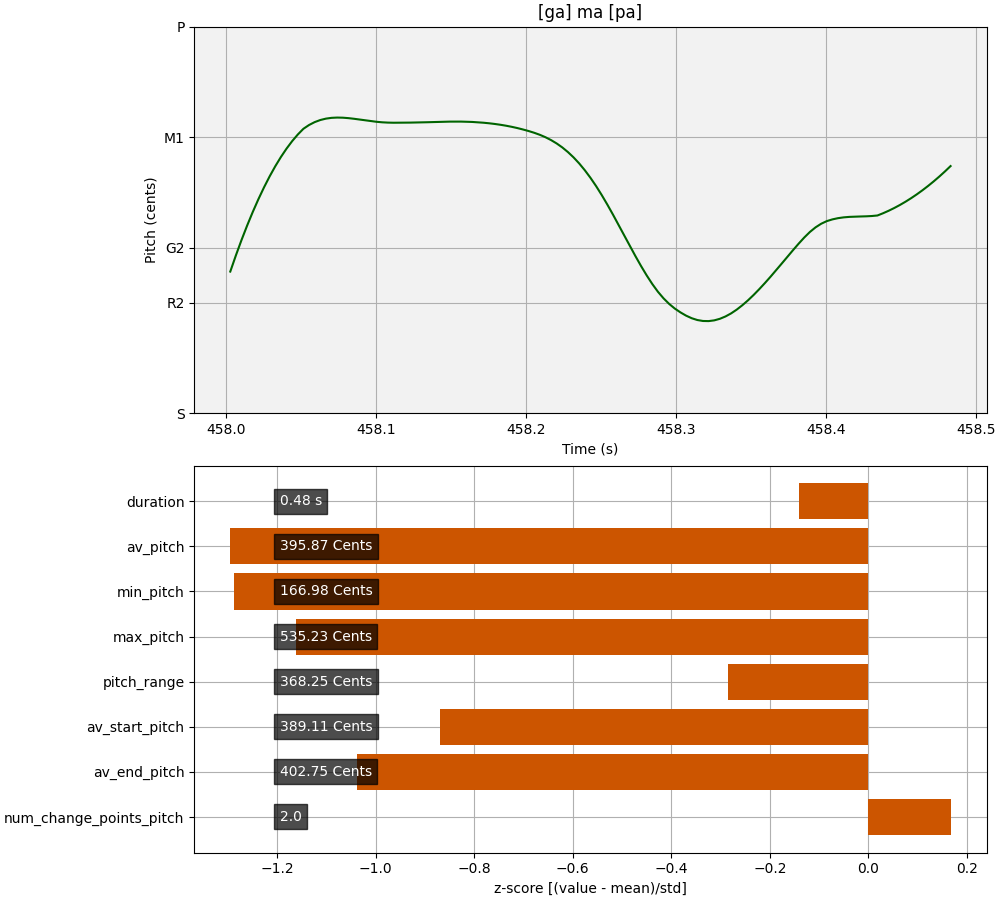 [ga] ma [pa]
P
M1
G2
R2
S
Pitch (cents)
458.0 458.1 458.2 458.3 458.4 458.5
Time (s)
duration 0.48 s
av_pitch 395.87 Cents
min_pitch 166.98 Cents
max_pitch 535.23 Cents
pitch_range 368.25 Cents
av_start_pitch 389.11 Cents
av_end_pitch 402.75 Cents
num_change_points_pitch 2.0
−1.2 −1.0 −0.8 −0.6 −0.4 −0.2 0.0 0.2
z-score [(value - mean)/std]